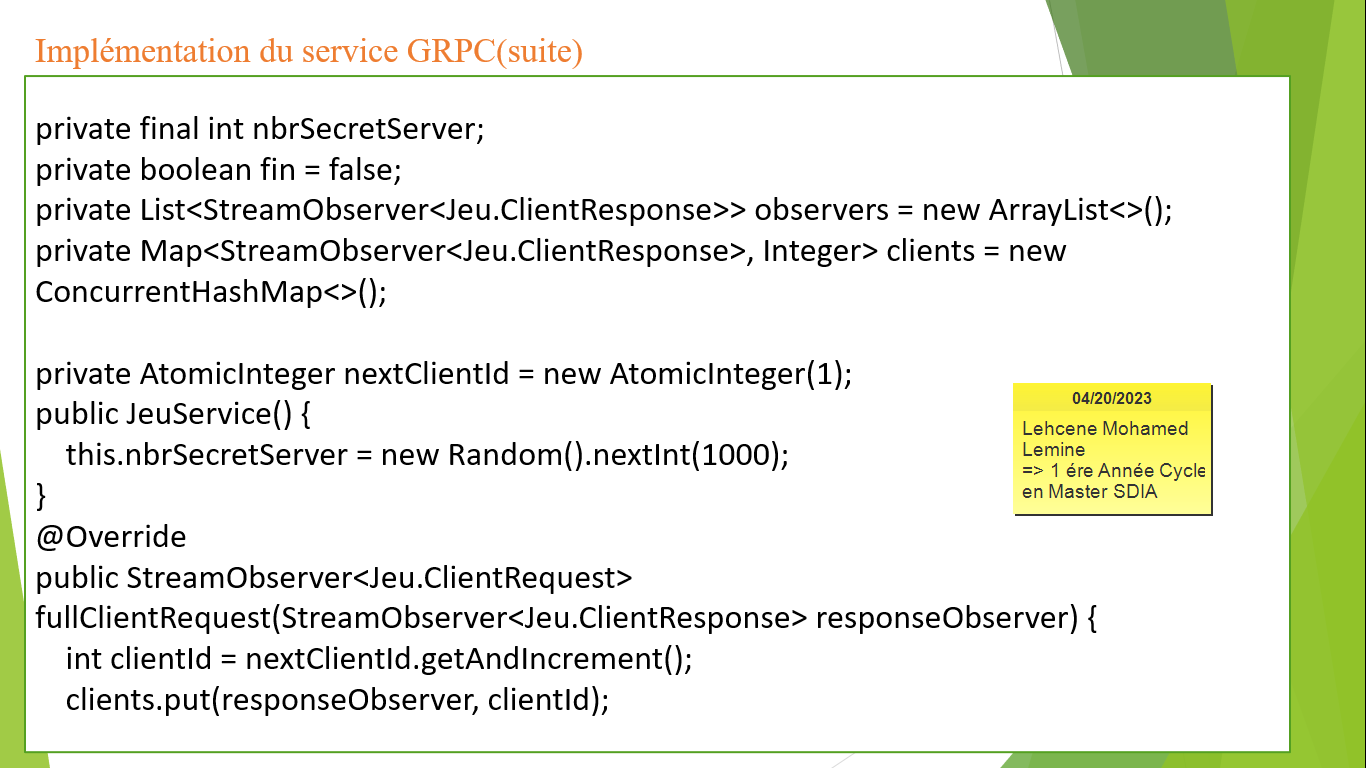 Implémentation du service GRPC(suite)
private final int nbrSecretServer;
private boolean fin = false;
private List<StreamObserver<Jeu.ClientResponse>> observers = new ArrayList<>();
private Map<StreamObserver<Jeu.ClientResponse>, Integer> clients = new
ConcurrentHashMap<>();
private AtomicInteger nextClientId = new AtomicInteger(1);
public JeuService() {
    this.nbrSecretServer = new Random().nextInt(1000);
}
@Override
public StreamObserver<Jeu.ClientRequest>
fullClientRequest(StreamObserver<Jeu.ClientResponse> responseObserver) {
    int clientId = nextClientId.getAndIncrement();
    clients.put(responseObserver, clientId);
04/20/2023
Lehcene Mohamed
Lemine
=> 1 ére Année Cycle
en Master SDIA